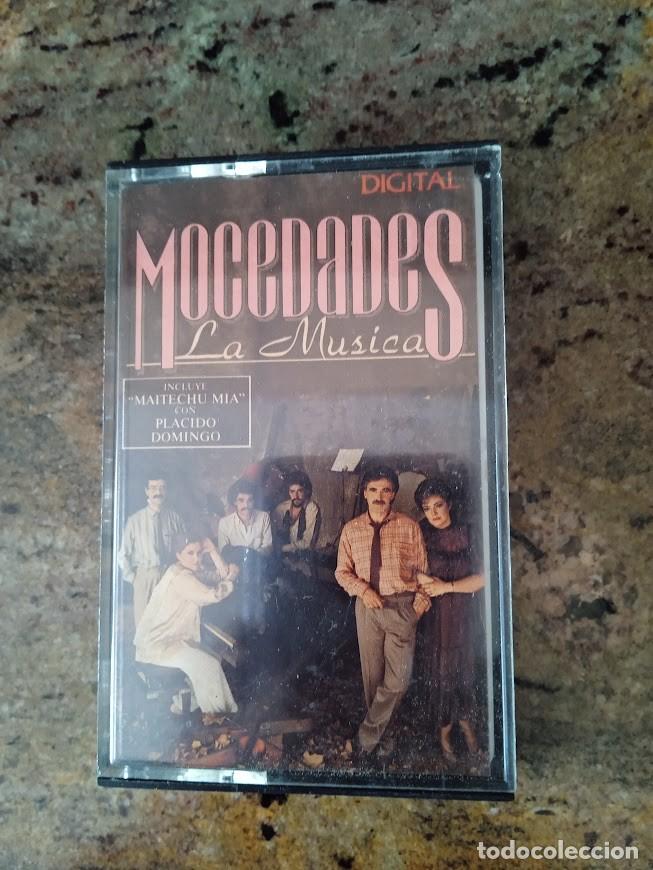 DIGITAL
MOCEDADES
La Musica
INCLUYE
"MAITECHU MIA"
CON
PLACIDO
DOMINGO
todocoleccion